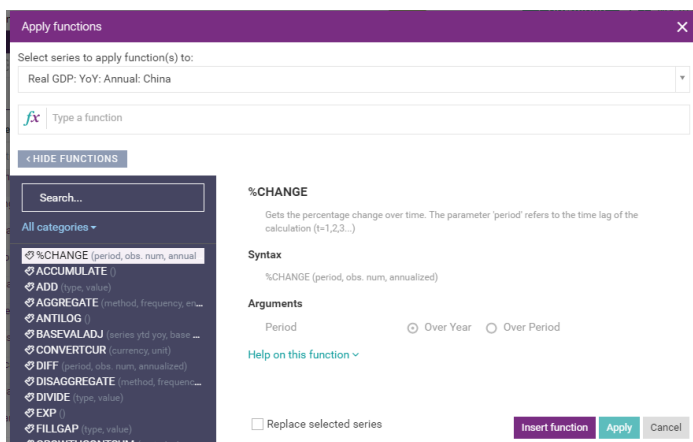 Apply functions
Select series to apply function(s) to:
Real GDP: YoY: Annual: China
fx Type a function
< HIDE FUNCTIONS
Search...
All categories
%CHANGE (period, obs. num, annual
ACCUMULATE ()
ADD (type, value)
AGGREGATE (method, frequency, en...
ANTILOG ()
BASEVALADJ (series ytd yoy, base ...
CONVERTCUR (currency, unit)
DIFF (period, obs. num, annualized)
DISAGGREGATE (method, frequenc...
DIVIDE (type, value)
EXP ()
FILLGAP (type, value)
%CHANGE
Gets the percentage change over time. The parameter 'period' refers to the time lag of the
calculation (t=1,2,3...)
Syntax
%CHANGE (period, obs. num, annualized)
Arguments
Period Over Year Over Period
Help on this function
Replace selected series
Insert function Apply Cancel